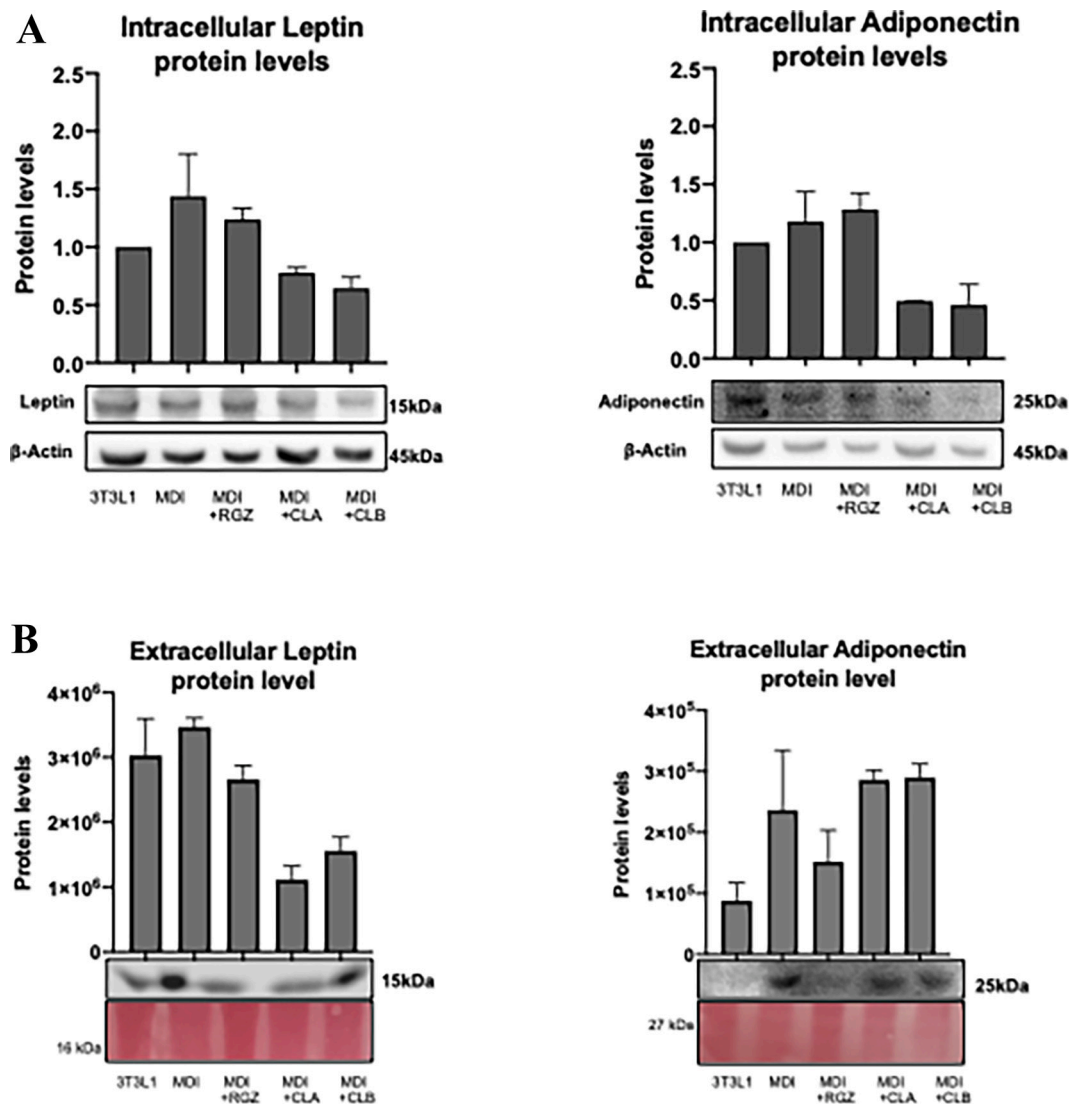 A
Intracellular Leptin
protein levels
Protein levels
2.5
2.0
1.5
1.0
0.5
0.0
Leptin
15kDa
β-Actin
45kDa
3T3L1 MDI MDI MDI MDI
+RGZ +CLA +CLB
Intracellular Adiponectin
protein levels
Protein levels
2.5
2.0
1.5
1.0
0.5
0.0
Adiponectin
25kDa
β-Actin
45kDa
3T3L1 MDI MDI MDI MDI
+RGZ +CLA +CLB
B
Extracellular Leptin
protein level
Protein levels
4×10⁶
3×10⁶
2×10⁶
1×10⁶
0
15kDa
16 kDa
3T3L1 MDI MDI MDI MDI
+RGZ +CLA +CLB
Extracellular Adiponectin
protein level
Protein levels
4×10⁵
3×10⁵
2×10⁵
1×10⁵
0
25kDa
27 kDa
3T3L1 MDI MDI MDI MDI
+RGZ +CLA +CLB